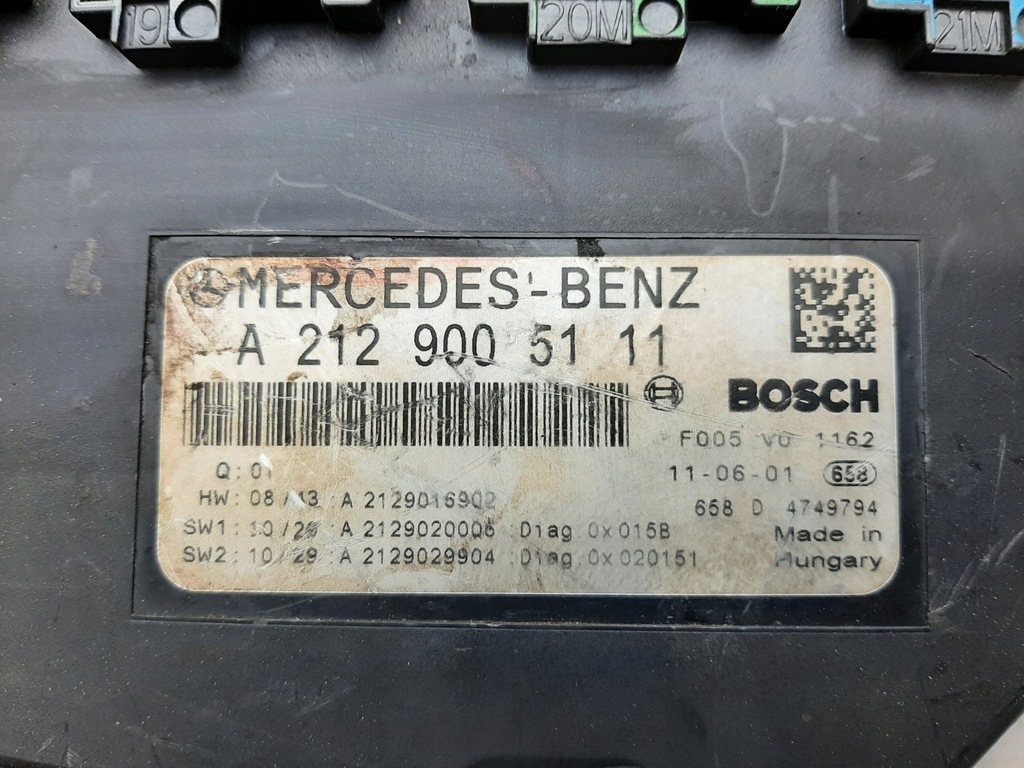 19
20M
21M
MERCEDES-BENZ
A 212 900 51 11
BOSCH
F005 V0 1162
Q: 01
11-06-01 658
HW: 08/43 A 2129016902
658 D 4749794
SW1: 10/29 A 2129020006 Diag 0x015B
Made in
SW2: 10/29 A 2129029904 Diag 0x020151
Hungary